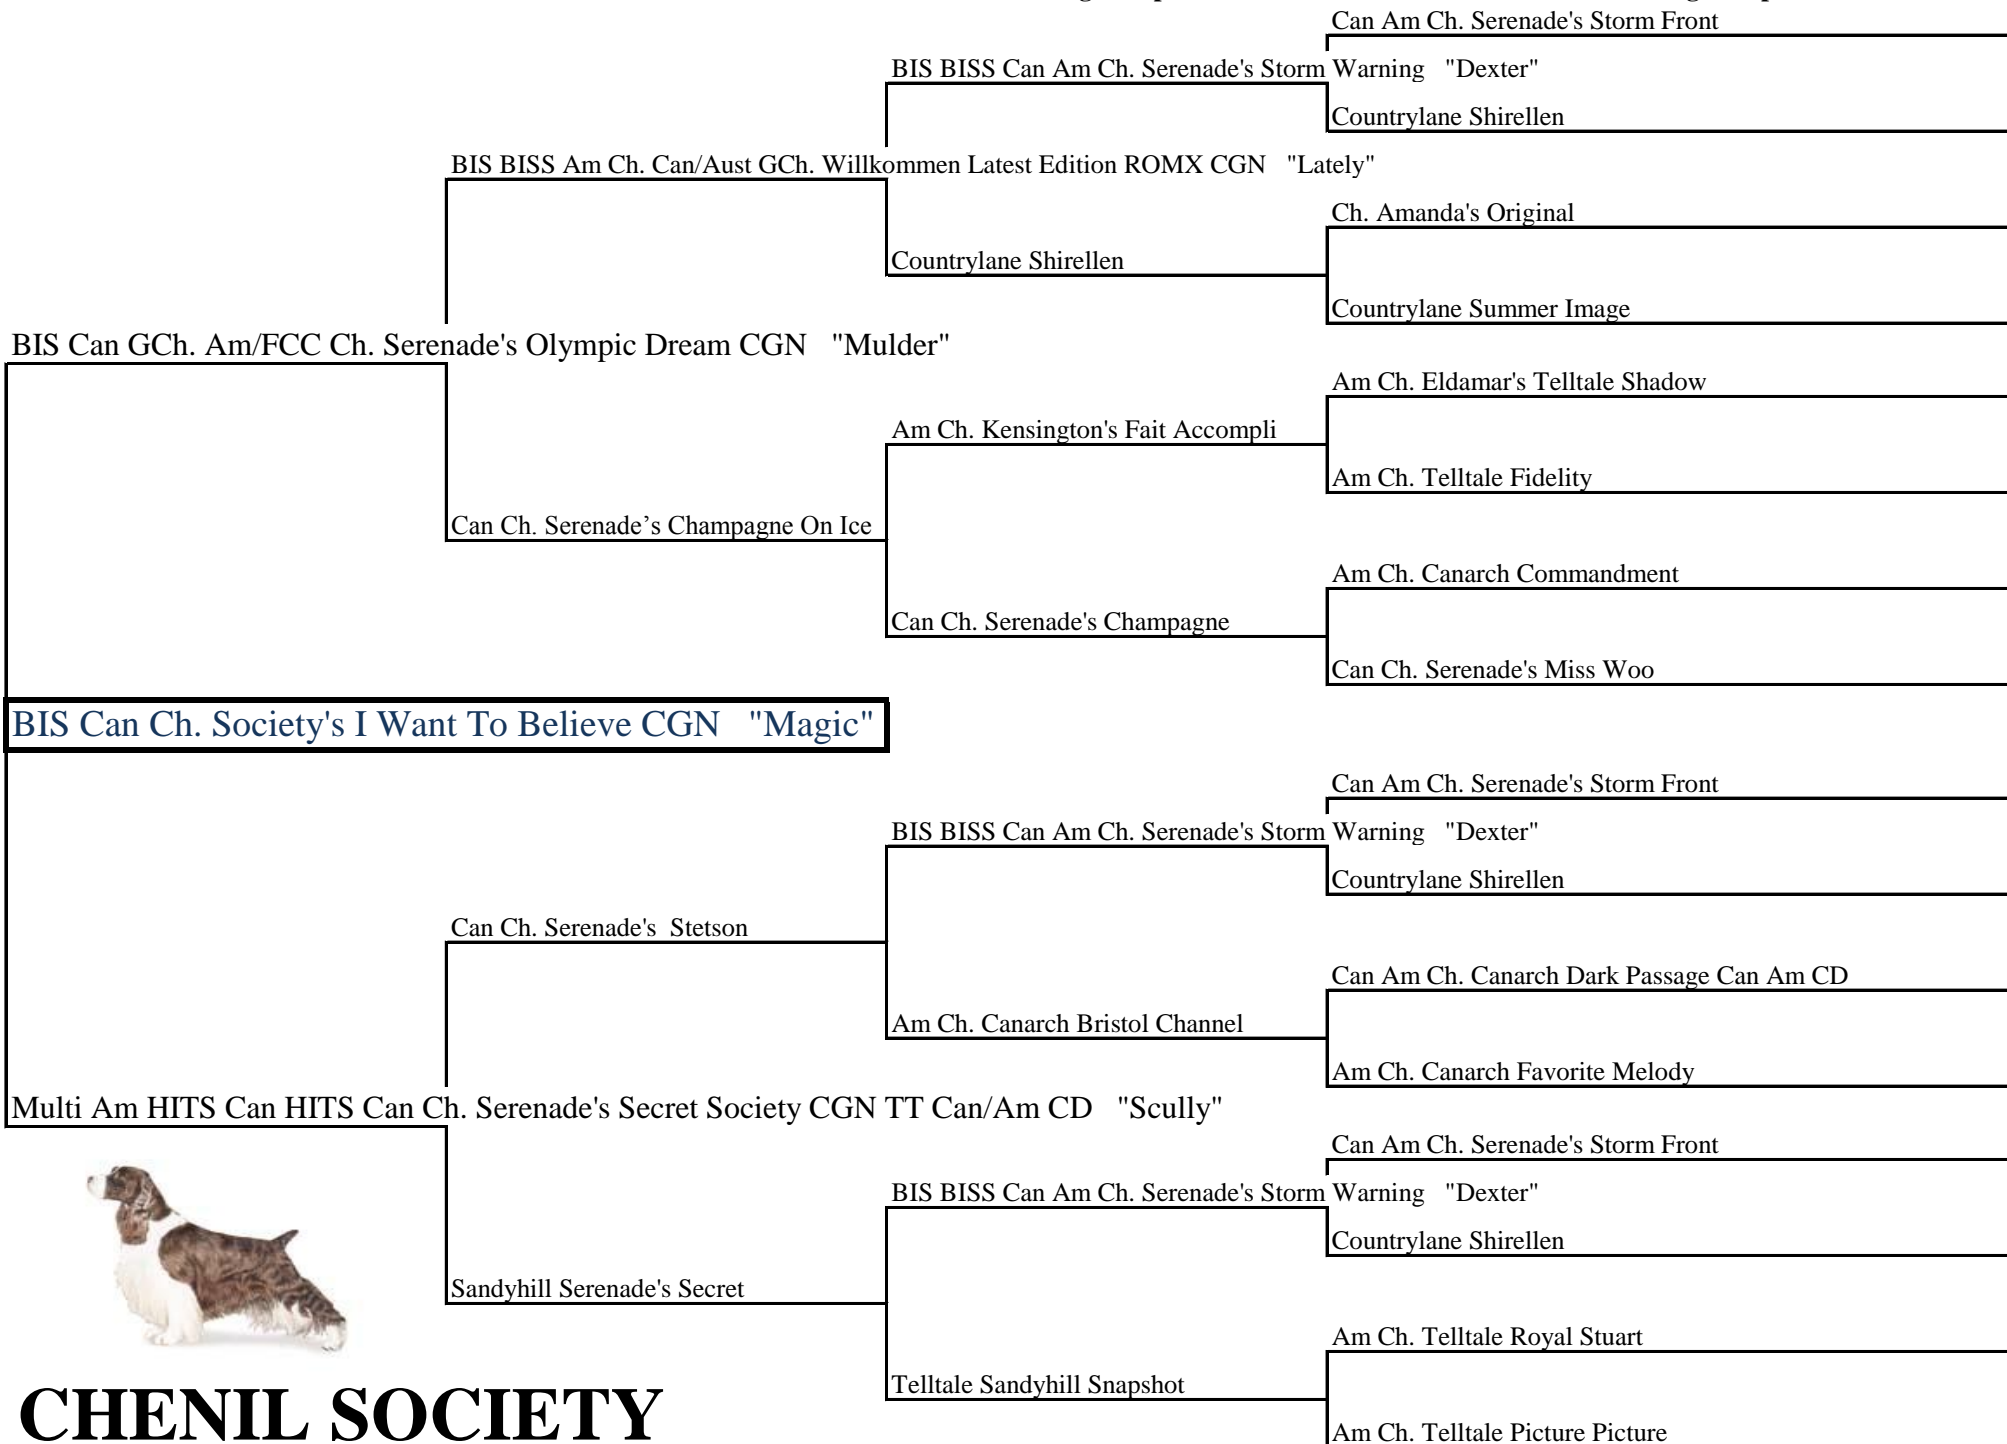 Can Am Ch. Serenade's Storm Front
BIS BISS Can Am Ch. Serenade's Storm Warning "Dexter"
Countrylane Shirellen
BIS BISS Am Ch. Can/Aust GCh. Willkommen Latest Edition ROMX CGN "Lately"
Ch. Amanda's Original
Countrylane Shirellen
Countrylane Summer Image
BIS Can GCh. Am/FCC Ch. Serenade's Olympic Dream CGN "Mulder"
Am Ch. Eldamar's Telltale Shadow
Am Ch. Kensington's Fait Accompli
Am Ch. Telltale Fidelity
Can Ch. Serenade’s Champagne On Ice
Am Ch. Canarch Commandment
Can Ch. Serenade's Champagne
Can Ch. Serenade's Miss Woo
BIS Can Ch. Society's I Want To Believe CGN "Magic"
Can Am Ch. Serenade's Storm Front
BIS BISS Can Am Ch. Serenade's Storm Warning "Dexter"
Countrylane Shirellen
Can Ch. Serenade's Stetson
Can Am Ch. Canarch Dark Passage Can Am CD
Am Ch. Canarch Bristol Channel
Am Ch. Canarch Favorite Melody
Multi Am HITS Can HITS Can Ch. Serenade's Secret Society CGN TT Can/Am CD "Scully"
Can Am Ch. Serenade's Storm Front
BIS BISS Can Am Ch. Serenade's Storm Warning "Dexter"
Countrylane Shirellen
Sandyhill Serenade's Secret
Am Ch. Telltale Royal Stuart
Telltale Sandyhill Snapshot
CHENIL SOCIETY
Am Ch. Telltale Picture Picture